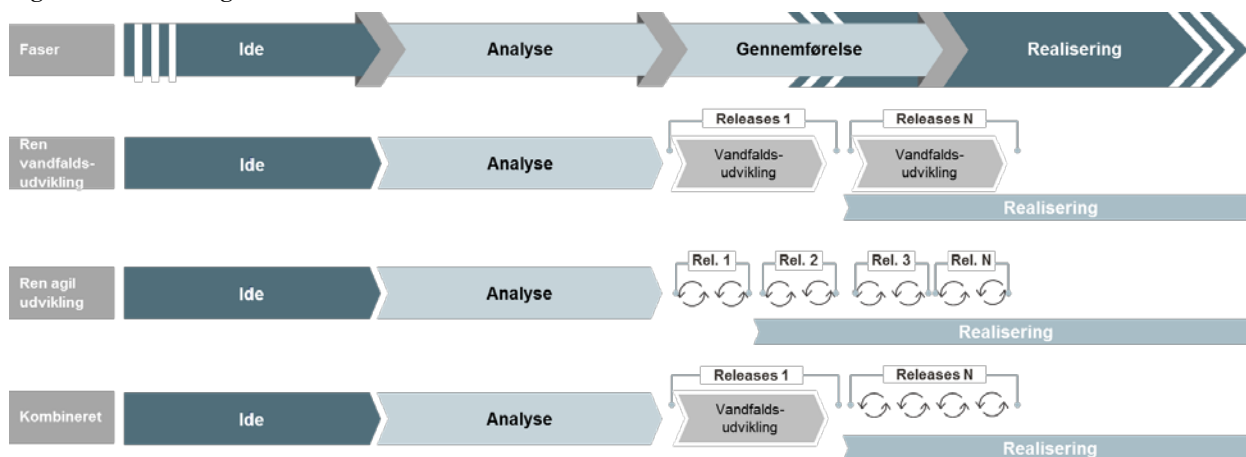 Faser
Ide
Analyse
Gennemførelse
Realisering
Ren
vandfalds-
udvikling
Ide
Analyse
Releases 1
Vandfalds-
udvikling
Releases N
Vandfalds-
udvikling
Realisering
Ren agil
udvikling
Ide
Analyse
Rel. 1
Rel. 2
Rel. 3
Rel. N
Realisering
Kombineret
Ide
Analyse
Releases 1
Vandfalds-
udvikling
Releases N
Realisering